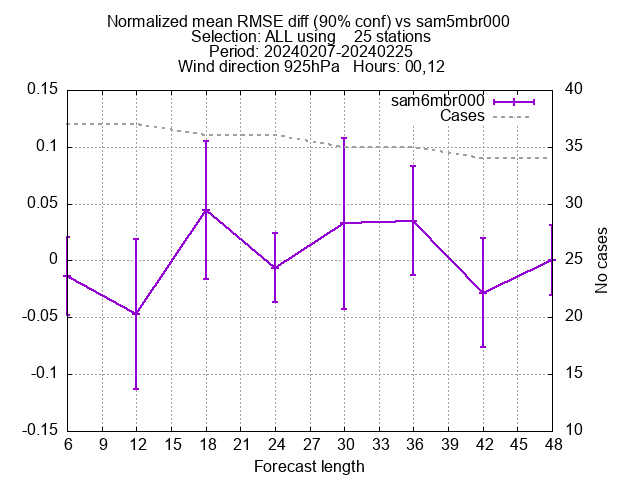 Normalized mean RMSE diff (90% conf) vs sam5mbr000
Selection: ALL using    25 stations
Period: 20240207-20240225
Wind direction 925hPa   Hours: 00,12
sam6mbr000
Cases
0.15
0.1
0.05
0
-0.05
-0.1
-0.15
40
35
30
25
20
15
10
No cases
6 9 12 15 18 21 24 27 30 33 36 39 42 45 48
Forecast length